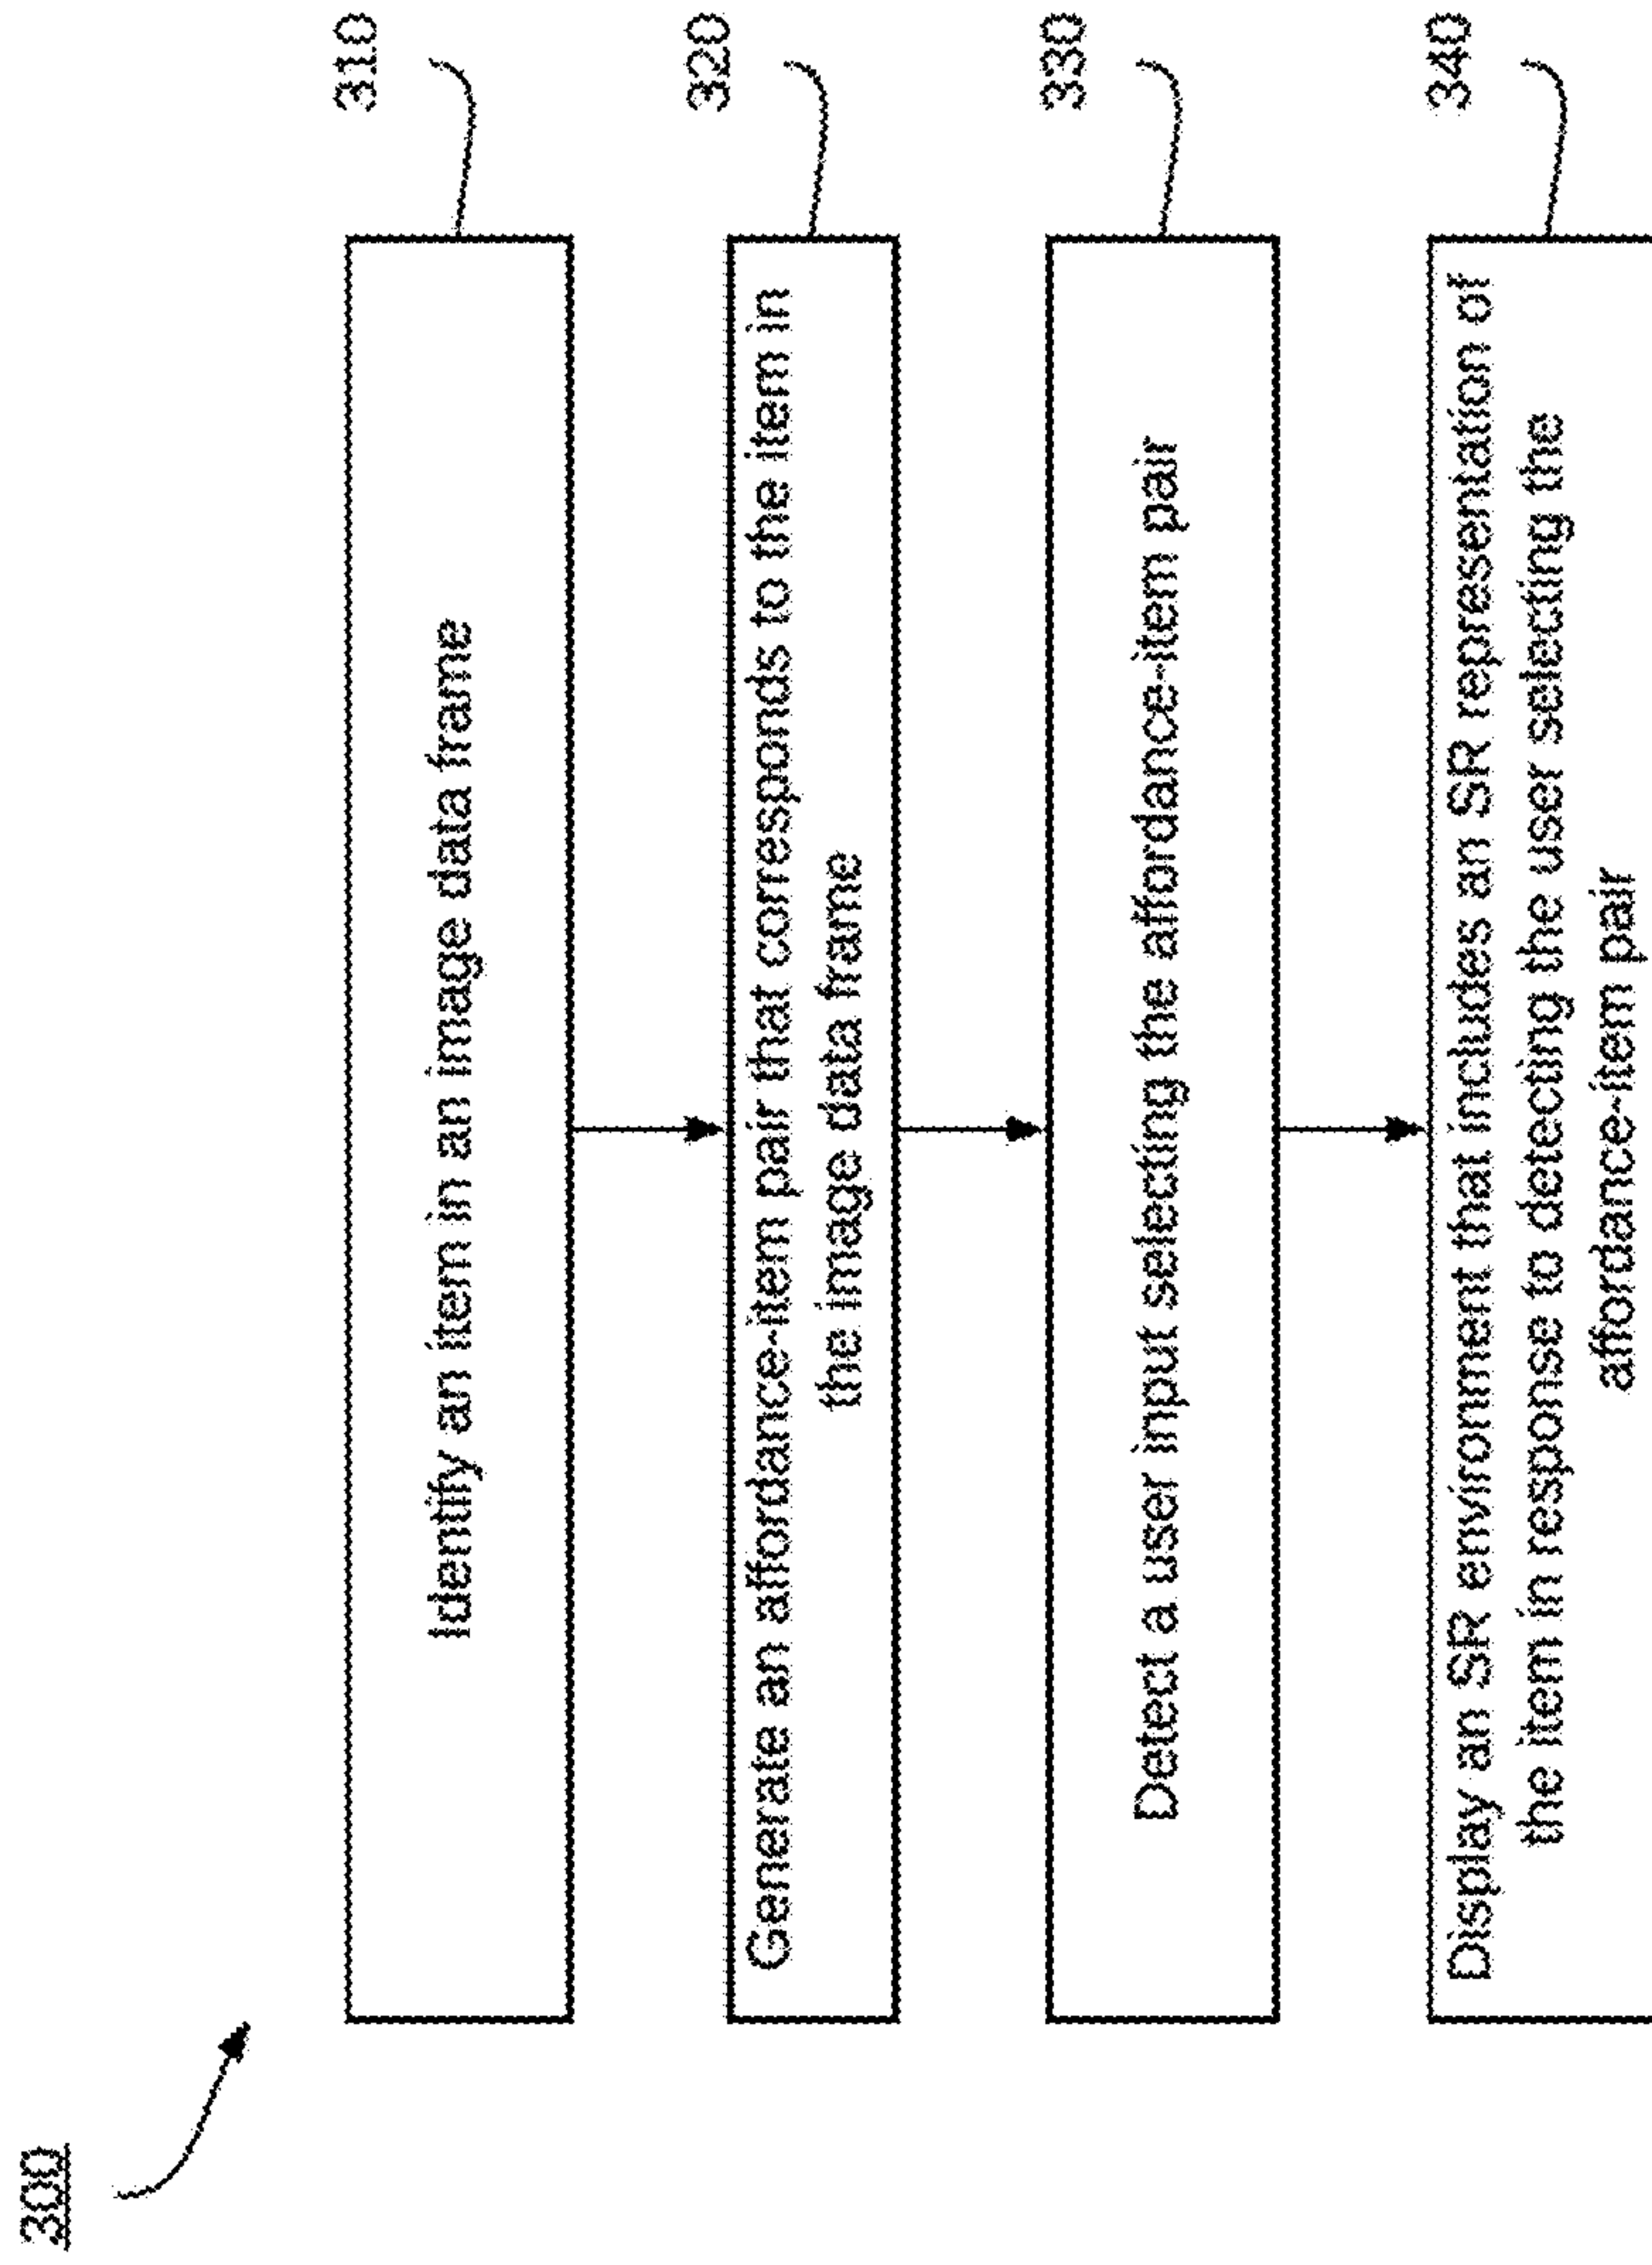 300
310
Identify an item in an image data frame
320
Generate an affordance-item pair that corresponds to the item in
the image data frame
330
Detect a user input selecting the affordance-item pair
340
Display an SR environment that includes an SR representation of
the item in response to detecting the user selecting the
affordance-item pair